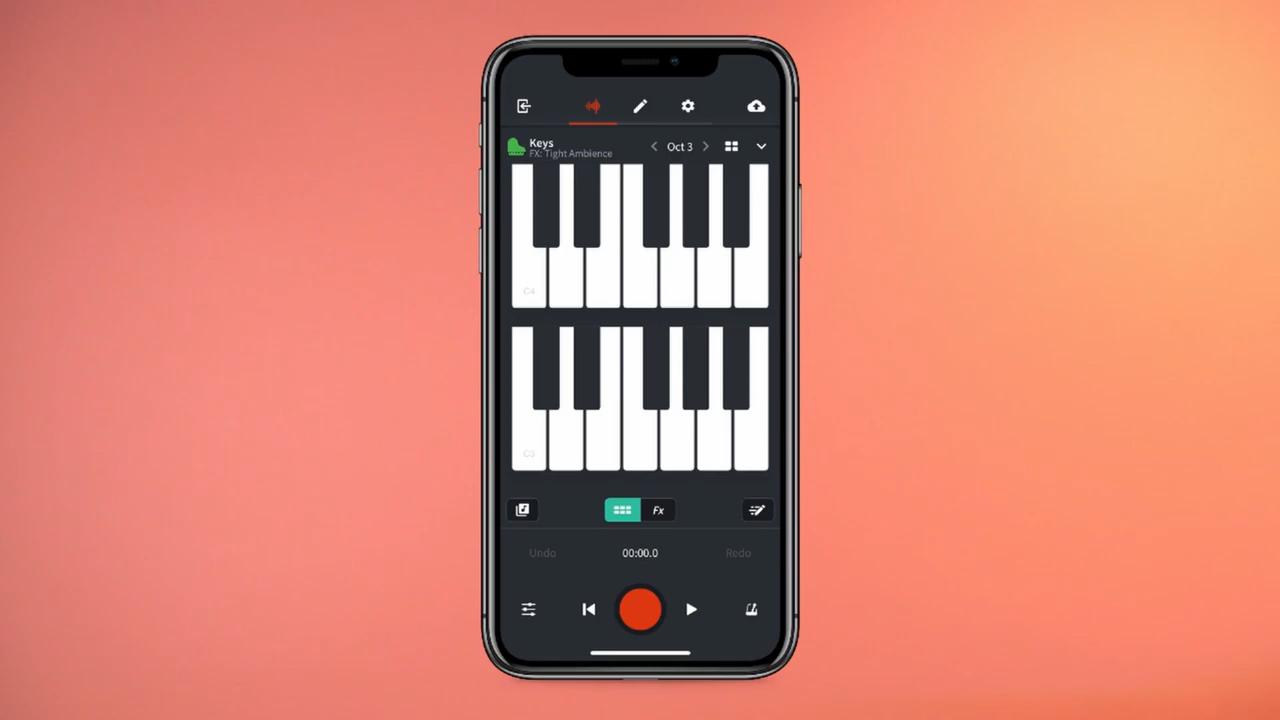 Keys
FX: Tight Ambience
Oct 3
C4
C3
Fx
Undo
00:00.0
Redo